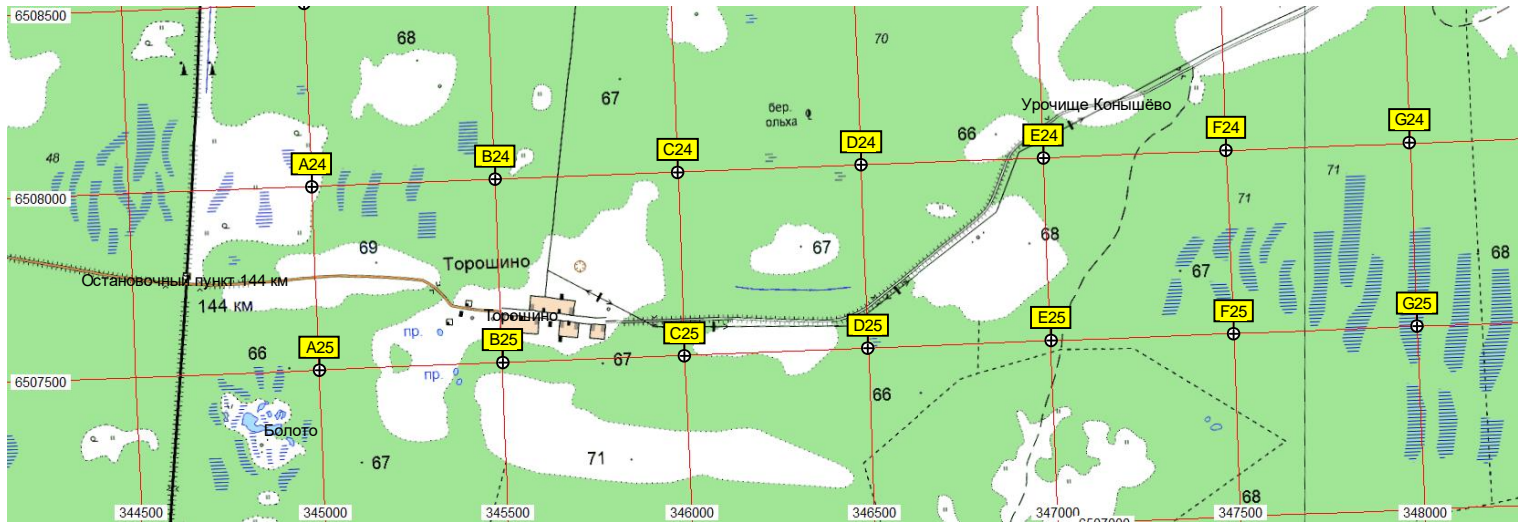 6508500
68
70
67
бер.
ольха
Урочище Конышёво
66
48
A24
B24
C24
D24
E24
F24
G24
6508000
71
71
69
Торошино
67
68
67
68
Остановочный пункт 144 км
144 км
Торошино
пр.
A25
B25
C25
D25
E25
F25
G25
66
67
пр.
6507500
66
Болото
67
71
68
344500
345000
345500
346000
346500
347000
347500
348000
6507000